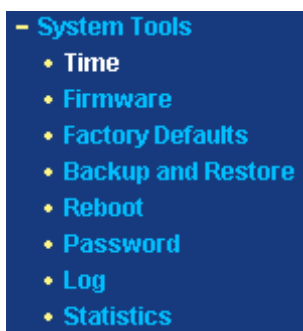 – System Tools
• Time
• Firmware
• Factory Defaults
• Backup and Restore
• Reboot
• Password
• Log
• Statistics